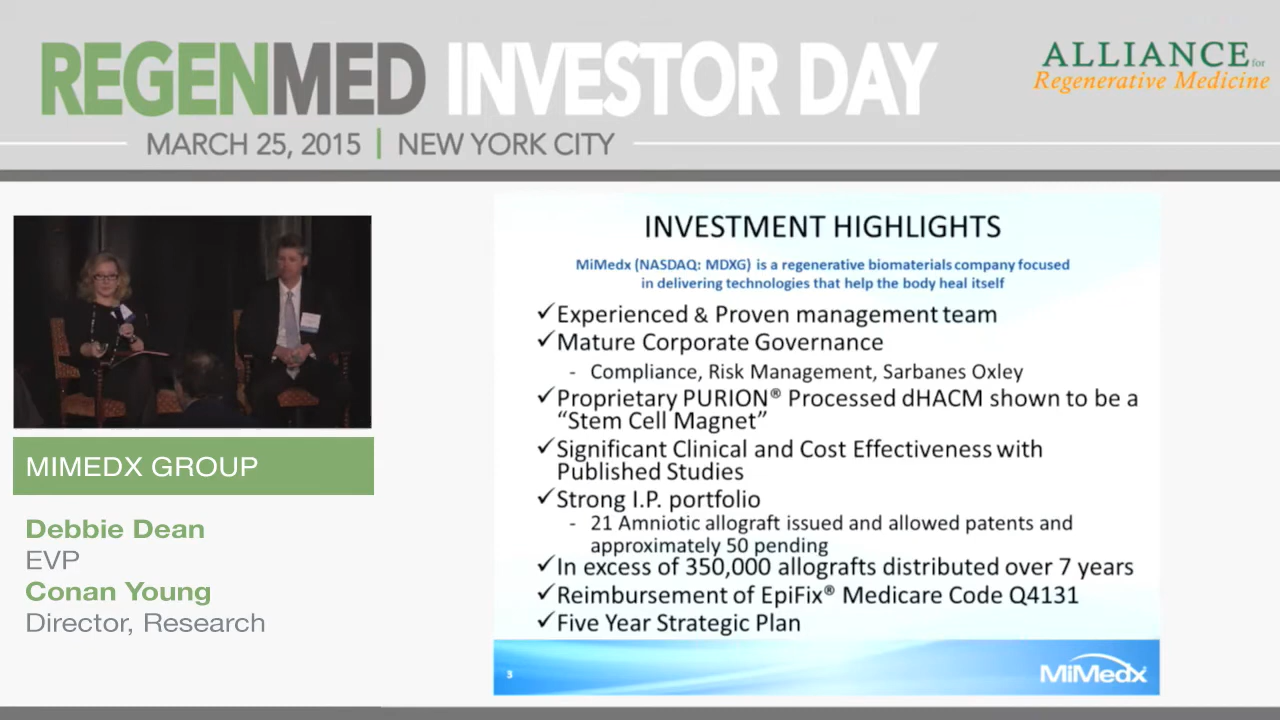 REGENMED INVESTOR DAY
MARCH 25, 2015 | NEW YORK CITY
ALLIANCE for
Regenerative Medicine
MIMEDX GROUP
Debbie Dean
EVP
Conan Young
Director, Research
INVESTMENT HIGHLIGHTS
MiMedx (NASDAQ: MDXG) is a regenerative biomaterials company focused
in delivering technologies that help the body heal itself
✓Experienced & Proven management team
✓Mature Corporate Governance
- Compliance, Risk Management, Sarbanes Oxley
✓Proprietary PURION® Processed dHACM shown to be a
“Stem Cell Magnet”
✓Significant Clinical and Cost Effectiveness with
Published Studies
✓Strong I.P. portfolio
- 21 Amniotic allograft issued and allowed patents and
approximately 50 pending
✓In excess of 350,000 allografts distributed over 7 years
✓Reimbursement of EpiFix® Medicare Code Q4131
✓Five Year Strategic Plan
3
MiMedx